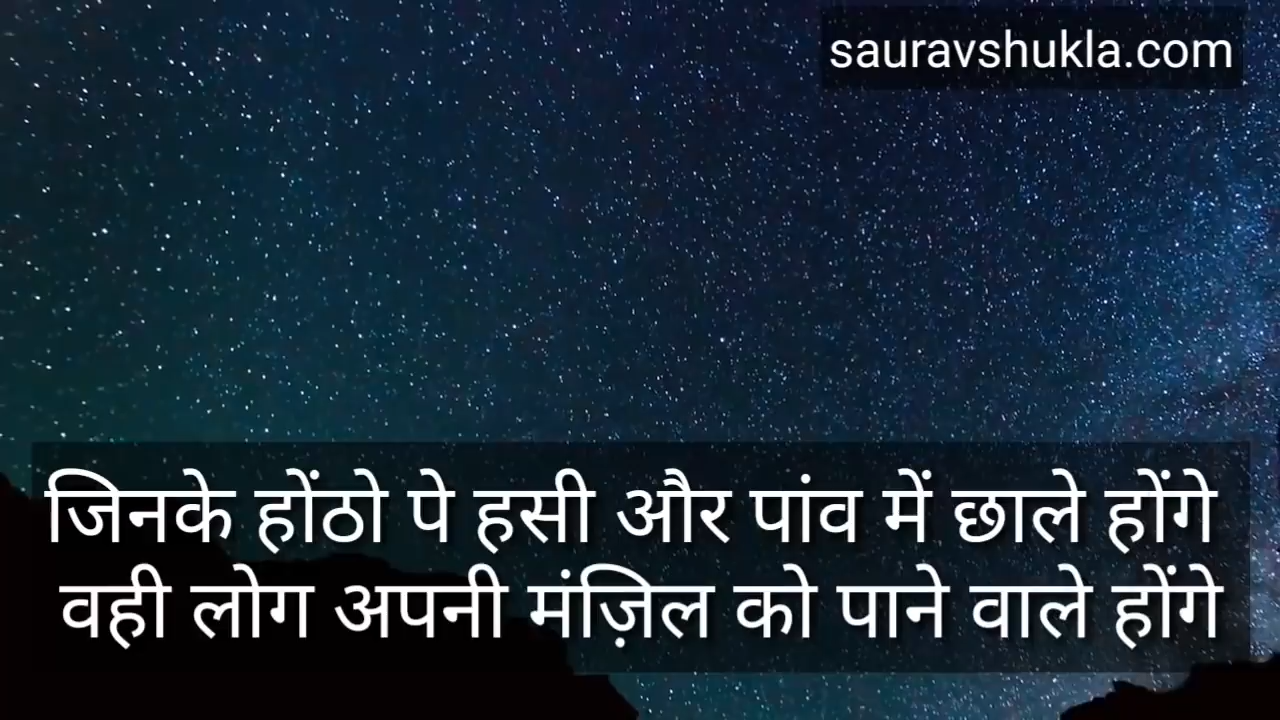 sauravshukla.com
जिनके होंठो पे हसी और पांव में छाले होंगे
वही लोग अपनी मंज़िल को पाने वाले होंगे